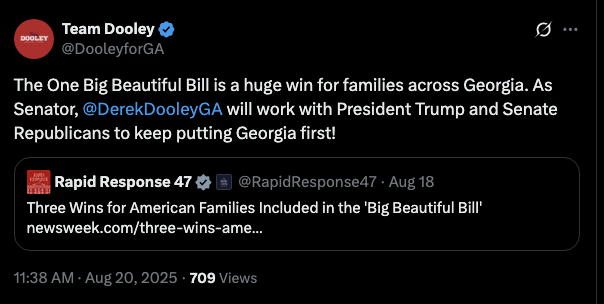 DOOLEY
Team Dooley
@DooleyforGA
The One Big Beautiful Bill is a huge win for families across Georgia. As
Senator, @DerekDooleyGA will work with President Trump and Senate
Republicans to keep putting Georgia first!
Rapid Response 47 @RapidResponse47 · Aug 18
Three Wins for American Families Included in the 'Big Beautiful Bill'
newsweek.com/three-wins-ame...
11:38 AM · Aug 20, 2025 · 709 Views